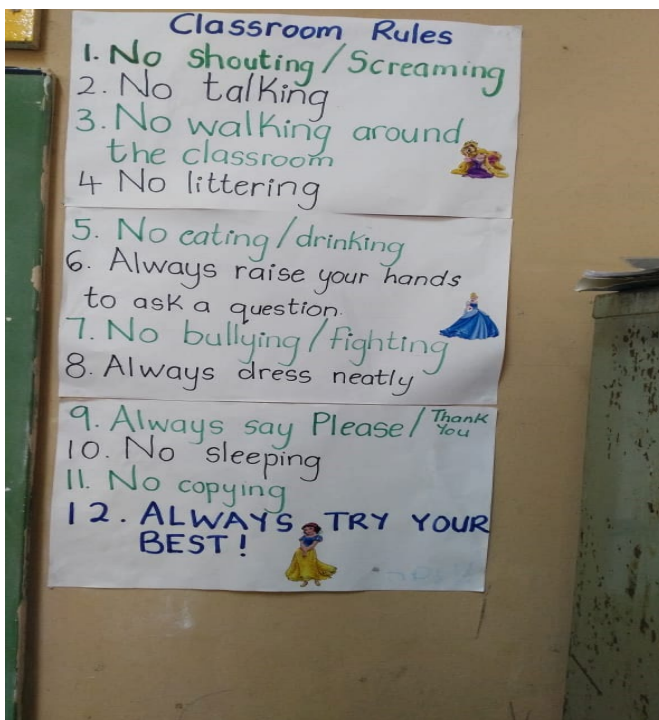 Classroom Rules
1. No Shouting/Screaming
2. No talking
3. No walking around
the classroom
4 No littering
5. No eating/drinking
6. Always raise your hands
to ask a question.
7. No bullying/fighting
8. Always dress neatly
9. Always say Please/Thank You
10. No sleeping
11. No copying
12. ALWAYS TRY YOUR
BEST!